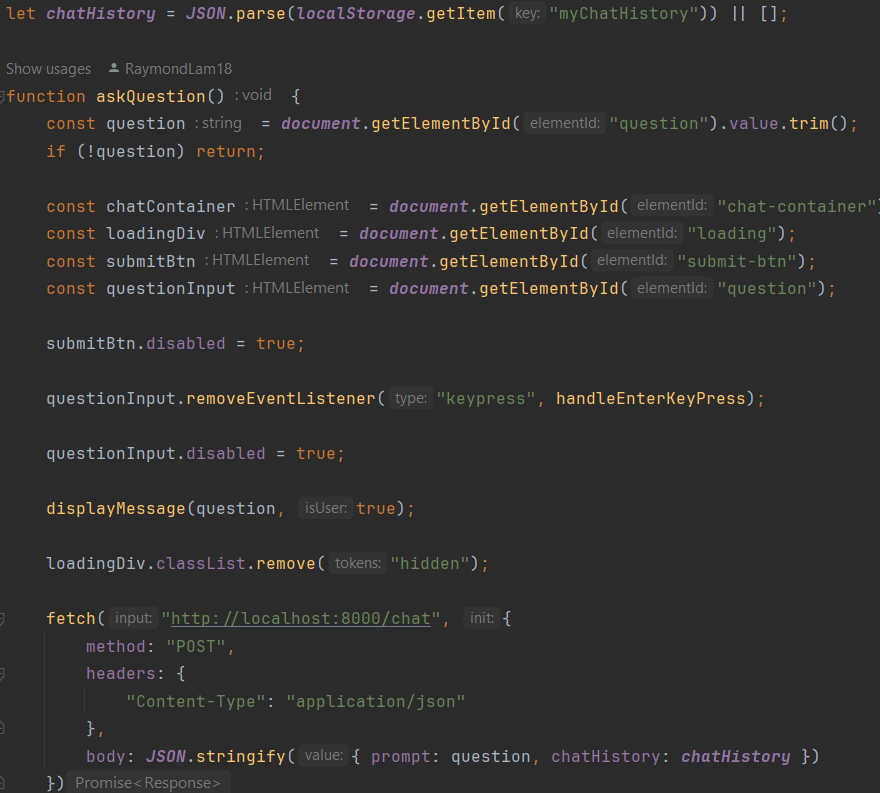 let chatHistory = JSON.parse(localStorage.getItem( key: "myChatHistory")) || [];
Show usages RaymondLam18
function askQuestion() : void {
const question : string = document.getElementById( elementId: "question").value.trim();
if (!question) return;
const chatContainer : HTMLElement = document.getElementById( elementId: "chat-container")
const loadingDiv : HTMLElement = document.getElementById( elementId: "loading");
const submitBtn : HTMLElement = document.getElementById( elementId: "submit-btn");
const questionInput : HTMLElement = document.getElementById( elementId: "question");
submitBtn.disabled = true;
questionInput.removeEventListener( type: "keypress", handleEnterKeyPress);
questionInput.disabled = true;
displayMessage(question, isUser: true);
loadingDiv.classList.remove( tokens: "hidden");
fetch( input: "http://localhost:8000/chat", init: {
method: "POST",
headers: {
"Content-Type": "application/json"
},
body: JSON.stringify( value: { prompt: question, chatHistory: chatHistory })
}) Promise<Response>